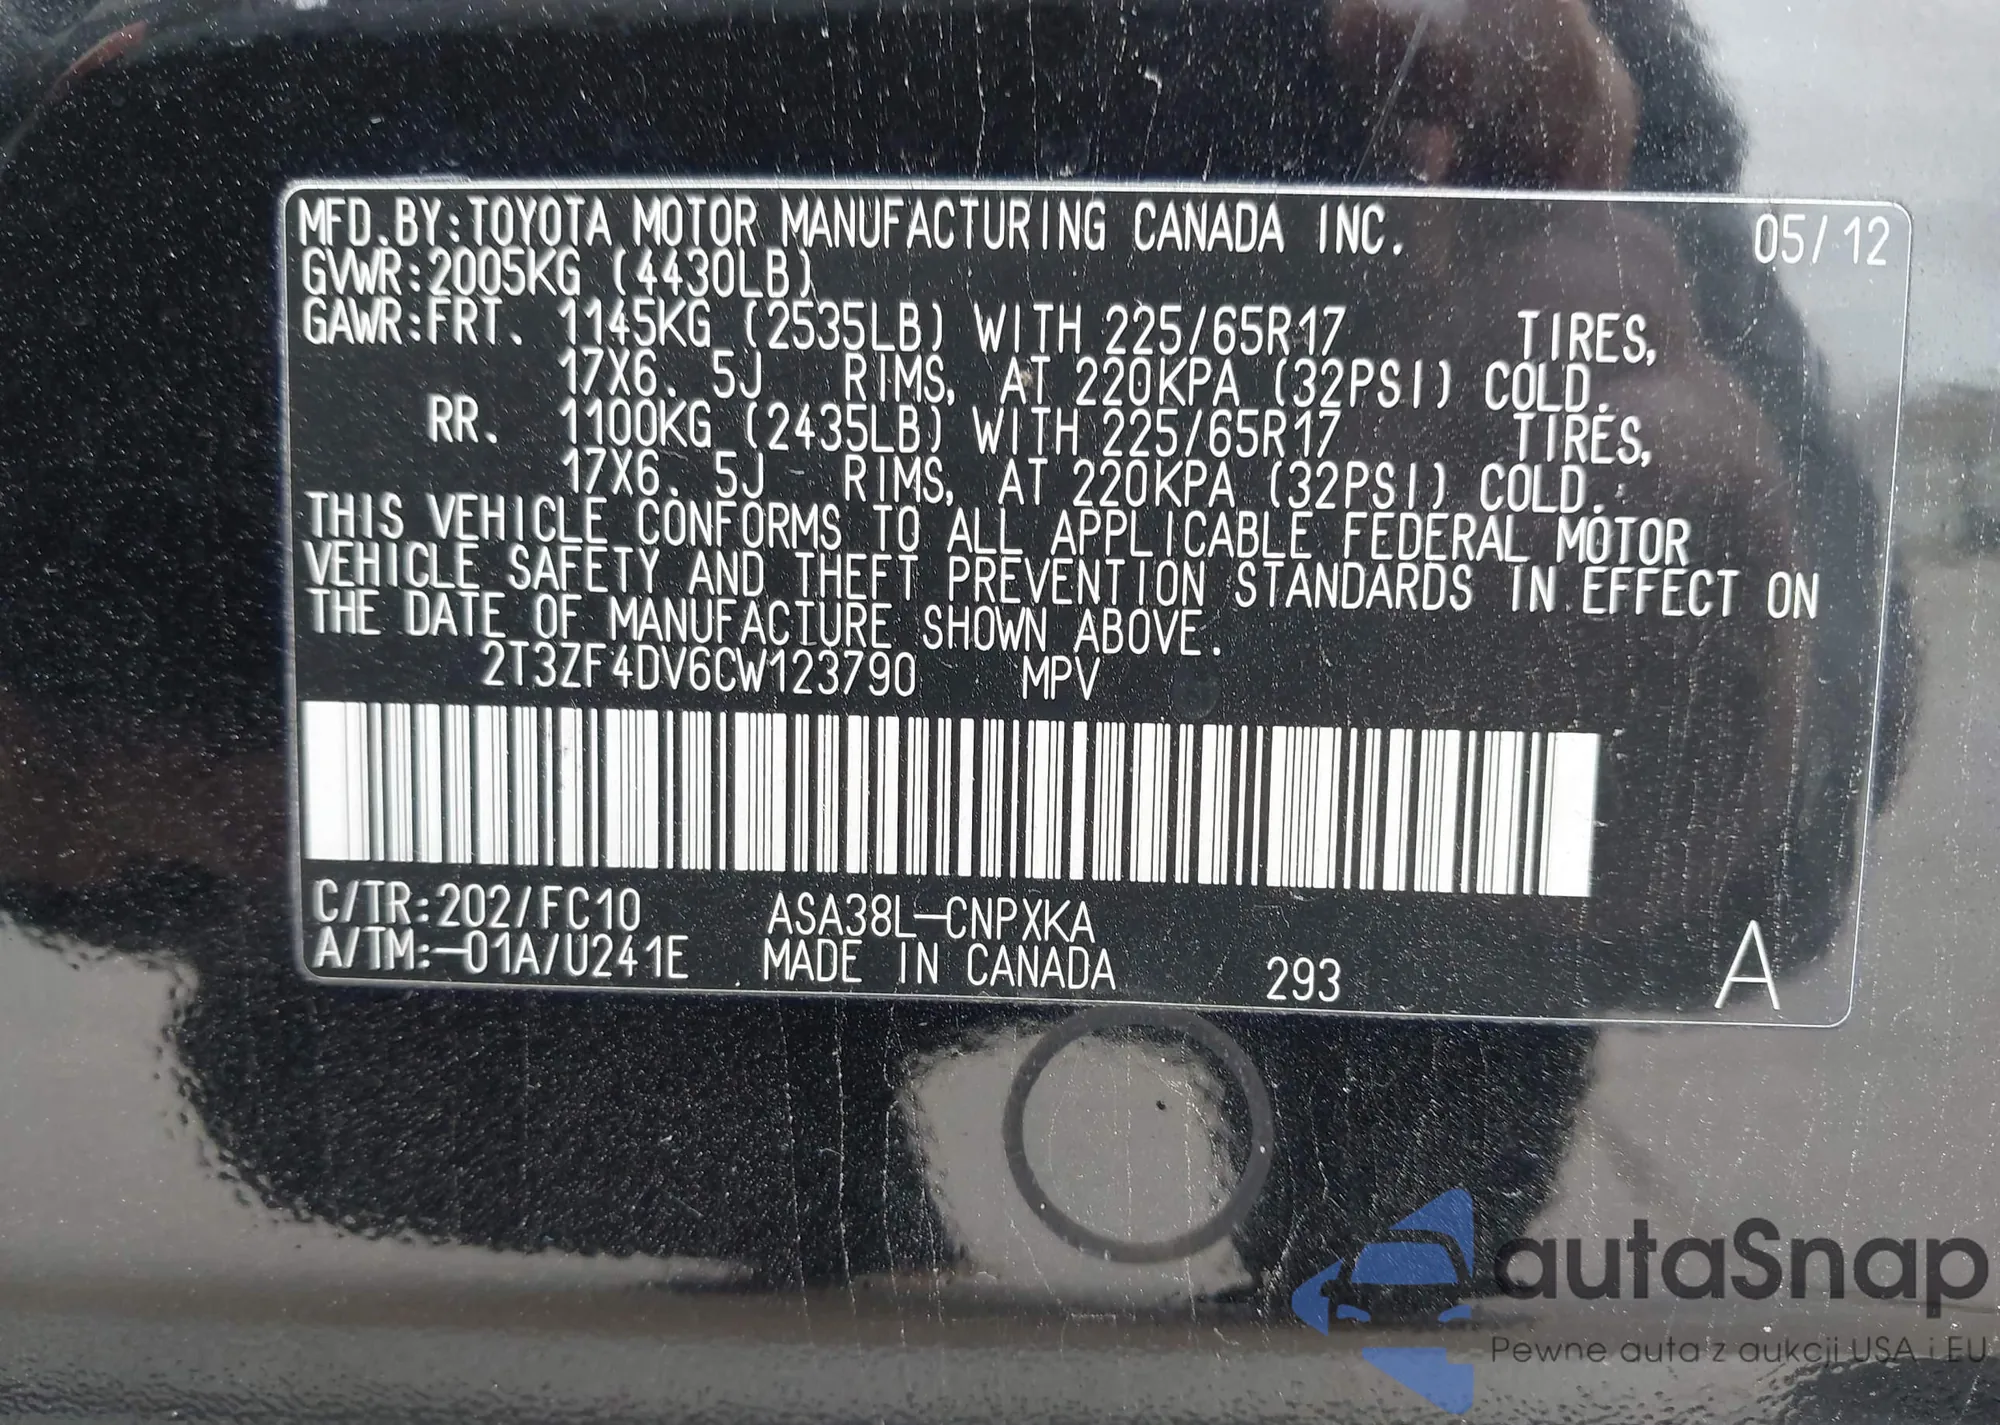 MFD.BY:TOYOTA MOTOR MANUFACTURING CANADA INC. 05/12
GVWR:2005KG (4430LB)
GAWR:FRT. 1145KG (2535LB) WITH 225/65R17 TIRES,
17X6.5J RIMS, AT 220KPA (32PSI) COLD.
RR. 1100KG (2435LB) WITH 225/65R17 TIRES,
17X6.5J RIMS, AT 220KPA (32PSI) COLD.
THIS VEHICLE CONFORMS TO ALL APPLICABLE FEDERAL MOTOR
VEHICLE SAFETY AND THEFT PREVENTION STANDARDS IN EFFECT ON
THE DATE OF MANUFACTURE SHOWN ABOVE.
2T3ZF4DV6CW123790 MPV
C/TR:202/FC10 ASA38L-CNPXKA
A/TM:-01A/U241E MADE IN CANADA 293 A
autaSnap
Pewne auta z aukcji USA i EU